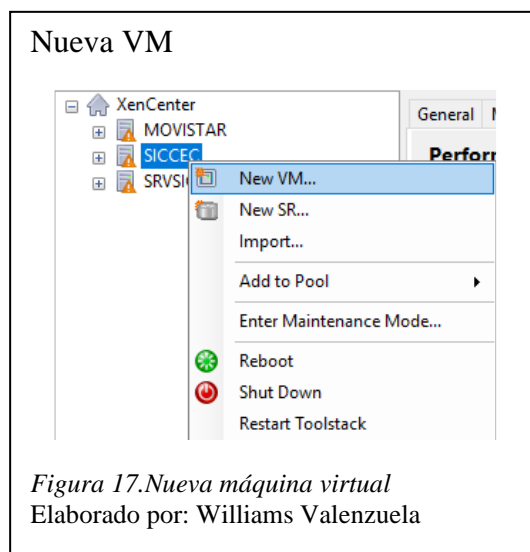 Nueva VM
XenCenter
General
MOVISTAR
SICCEC
New VM...
New SR...
Import...
Add to Pool
Enter Maintenance Mode...
Reboot
Shut Down
Restart Toolstack
Figura 17.Nueva máquina virtual
Elaborado por: Williams Valenzuela